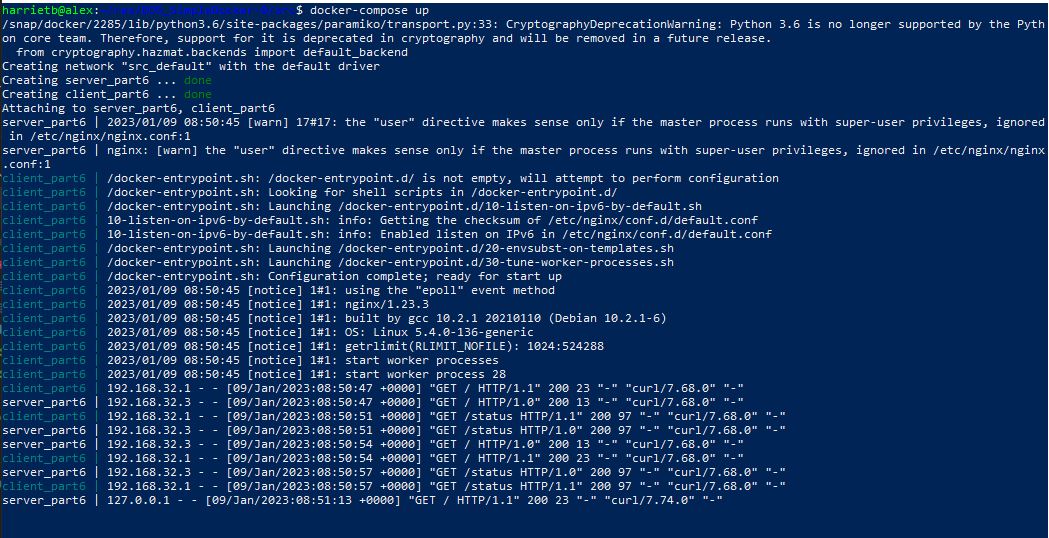 harrietb@alex:$ docker-compose up
/snap/docker/2285/lib/python3.6/site-packages/paramiko/transport.py:33: CryptographyDeprecationWarning: Python 3.6 is no longer supported by the Pyth
on core team. Therefore, support for it is deprecated in cryptography and will be removed in a future release.
  from cryptography.hazmat.backends import default_backend
Creating network "src_default" with the default driver
Creating server_part6 ... done
Creating client_part6 ... done
Attaching to server_part6, client_part6
server_part6 | 2023/01/09 08:50:45 [warn] 17#17: the "user" directive makes sense only if the master process runs with super-user privileges, ignored
 in /etc/nginx/nginx.conf:1
server_part6 | nginx: [warn] the "user" directive makes sense only if the master process runs with super-user privileges, ignored in /etc/nginx/nginx
.conf:1
client_part6 | /docker-entrypoint.sh: /docker-entrypoint.d/ is not empty, will attempt to perform configuration
client_part6 | /docker-entrypoint.sh: Looking for shell scripts in /docker-entrypoint.d/
client_part6 | /docker-entrypoint.sh: Launching /docker-entrypoint.d/10-listen-on-ipv6-by-default.sh
client_part6 | 10-listen-on-ipv6-by-default.sh: info: Getting the checksum of /etc/nginx/conf.d/default.conf
client_part6 | 10-listen-on-ipv6-by-default.sh: info: Enabled listen on IPv6 in /etc/nginx/conf.d/default.conf
client_part6 | /docker-entrypoint.sh: Launching /docker-entrypoint.d/20-envsubst-on-templates.sh
client_part6 | /docker-entrypoint.sh: Launching /docker-entrypoint.d/30-tune-worker-processes.sh
client_part6 | /docker-entrypoint.sh: Configuration complete; ready for start up
client_part6 | 2023/01/09 08:50:45 [notice] 1#1: using the "epoll" event method
client_part6 | 2023/01/09 08:50:45 [notice] 1#1: nginx/1.23.3
client_part6 | 2023/01/09 08:50:45 [notice] 1#1: built by gcc 10.2.1 20210110 (Debian 10.2.1-6)
client_part6 | 2023/01/09 08:50:45 [notice] 1#1: OS: Linux 5.4.0-136-generic
client_part6 | 2023/01/09 08:50:45 [notice] 1#1: getrlimit(RLIMIT_NOFILE): 1024:524288
client_part6 | 2023/01/09 08:50:45 [notice] 1#1: start worker processes
client_part6 | 2023/01/09 08:50:45 [notice] 1#1: start worker process 28
client_part6 | 192.168.32.1 - - [09/Jan/2023:08:50:47 +0000] "GET / HTTP/1.1" 200 23 "-" "curl/7.68.0" "-"
server_part6 | 192.168.32.3 - - [09/Jan/2023:08:50:47 +0000] "GET / HTTP/1.0" 200 13 "-" "curl/7.68.0" "-"
client_part6 | 192.168.32.1 - - [09/Jan/2023:08:50:51 +0000] "GET /status HTTP/1.1" 200 97 "-" "curl/7.68.0" "-"
server_part6 | 192.168.32.3 - - [09/Jan/2023:08:50:51 +0000] "GET /status HTTP/1.0" 200 97 "-" "curl/7.68.0" "-"
server_part6 | 192.168.32.3 - - [09/Jan/2023:08:50:54 +0000] "GET / HTTP/1.0" 200 13 "-" "curl/7.68.0" "-"
client_part6 | 192.168.32.1 - - [09/Jan/2023:08:50:54 +0000] "GET / HTTP/1.1" 200 23 "-" "curl/7.68.0" "-"
server_part6 | 192.168.32.3 - - [09/Jan/2023:08:50:57 +0000] "GET /status HTTP/1.0" 200 97 "-" "curl/7.68.0" "-"
client_part6 | 192.168.32.1 - - [09/Jan/2023:08:50:57 +0000] "GET /status HTTP/1.1" 200 97 "-" "curl/7.68.0" "-"
server_part6 | 127.0.0.1 - - [09/Jan/2023:08:51:13 +0000] "GET / HTTP/1.1" 200 23 "-" "curl/7.74.0" "-"